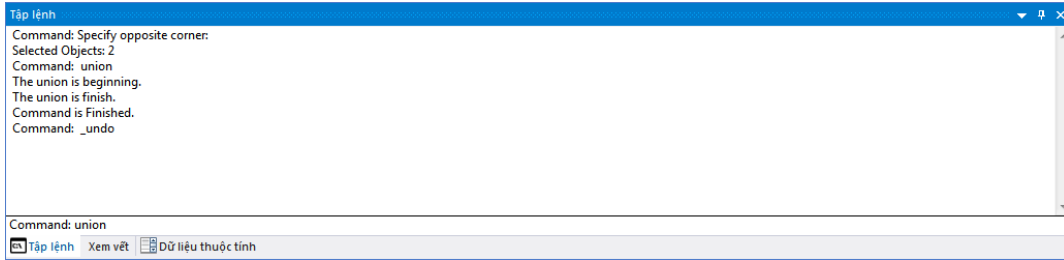 Tập lệnh
Command: Specify opposite corner:
Selected Objects: 2
Command:  union
The union is beginning.
The union is finish.
Command is Finished.
Command:  _undo
Command: union
Tập lệnh Xem vết Dữ liệu thuộc tính